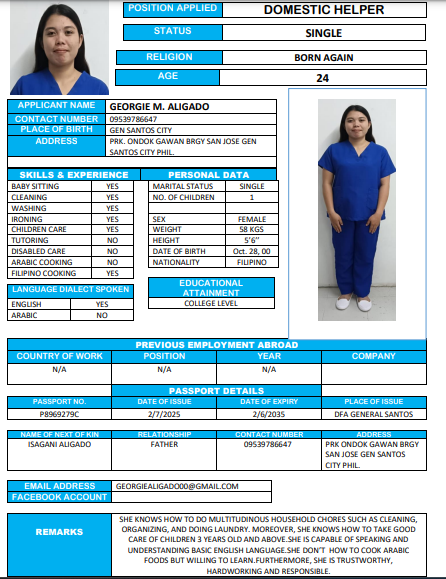 POSITION APPLIED DOMESTIC HELPER
STATUS SINGLE
RELIGION BORN AGAIN
AGE 24
APPLICANT NAME GEORGIE M. ALIGADO
CONTACT NUMBER 09539786647
PLACE OF BIRTH GEN SANTOS CITY
ADDRESS PRK. ONDOK GAWAN BRGY SAN JOSE GEN
SANTOS CITY PHIL.
SKILLS & EXPERIENCE PERSONAL DATA
BABY SITTING YES MARITAL STATUS SINGLE
CLEANING YES NO. OF CHILDREN 1
WASHING YES
IRONING YES SEX FEMALE
CHILDREN CARE YES WEIGHT 58 KGS
TUTORING NO HEIGHT 5'6''
DISABLED CARE NO DATE OF BIRTH Oct. 28, 00
ARABIC COOKING NO NATIONALITY FILIPINO
FILIPINO COOKING YES
EDUCATIONAL
ATTAINMENT
COLLEGE LEVEL
LANGUAGE DIALECT SPOKEN
ENGLISH YES
ARABIC NO
PREVIOUS EMPLOYMENT ABROAD
COUNTRY OF WORK POSITION YEAR COMPANY
N/A N/A N/A
PASSPORT DETAILS
PASSPORT NO. DATE OF ISSUE DATE OF EXPIRY PLACE OF ISSUE
P8969279C 2/7/2025 2/6/2035 DFA GENERAL SANTOS
NAME OF NEXT OF KIN RELATIONSHIP CONTACT NUMBER ADDRESS
ISAGANI ALIGADO FATHER 09539786647 PRK ONDOK GAWAN BRGY
SAN JOSE GEN SANTOS
CITY PHIL.
EMAIL ADDRESS GEORGIEALIGADO00@GMAIL.COM
FACEBOOK ACCOUNT
REMARKS
SHE KNOWS HOW TO DO MULTITUDINOUS HOUSEHOLD CHORES SUCH AS CLEANING,
ORGANIZING, AND DOING LAUNDRY. MOREOVER, SHE KNOWS HOW TO TAKE GOOD
CARE OF CHILDREN 3 YEARS OLD AND ABOVE.SHE IS CAPABLE OF SPEAKING AND
UNDERSTANDING BASIC ENGLISH LANGUAGE.SHE DON'T HOW TO COOK ARABIC
FOODS BUT WILLING TO LEARN.FURTHERMORE, SHE IS TRUSTWORTHY,
HARDWORKING AND RESPONSIBLE.